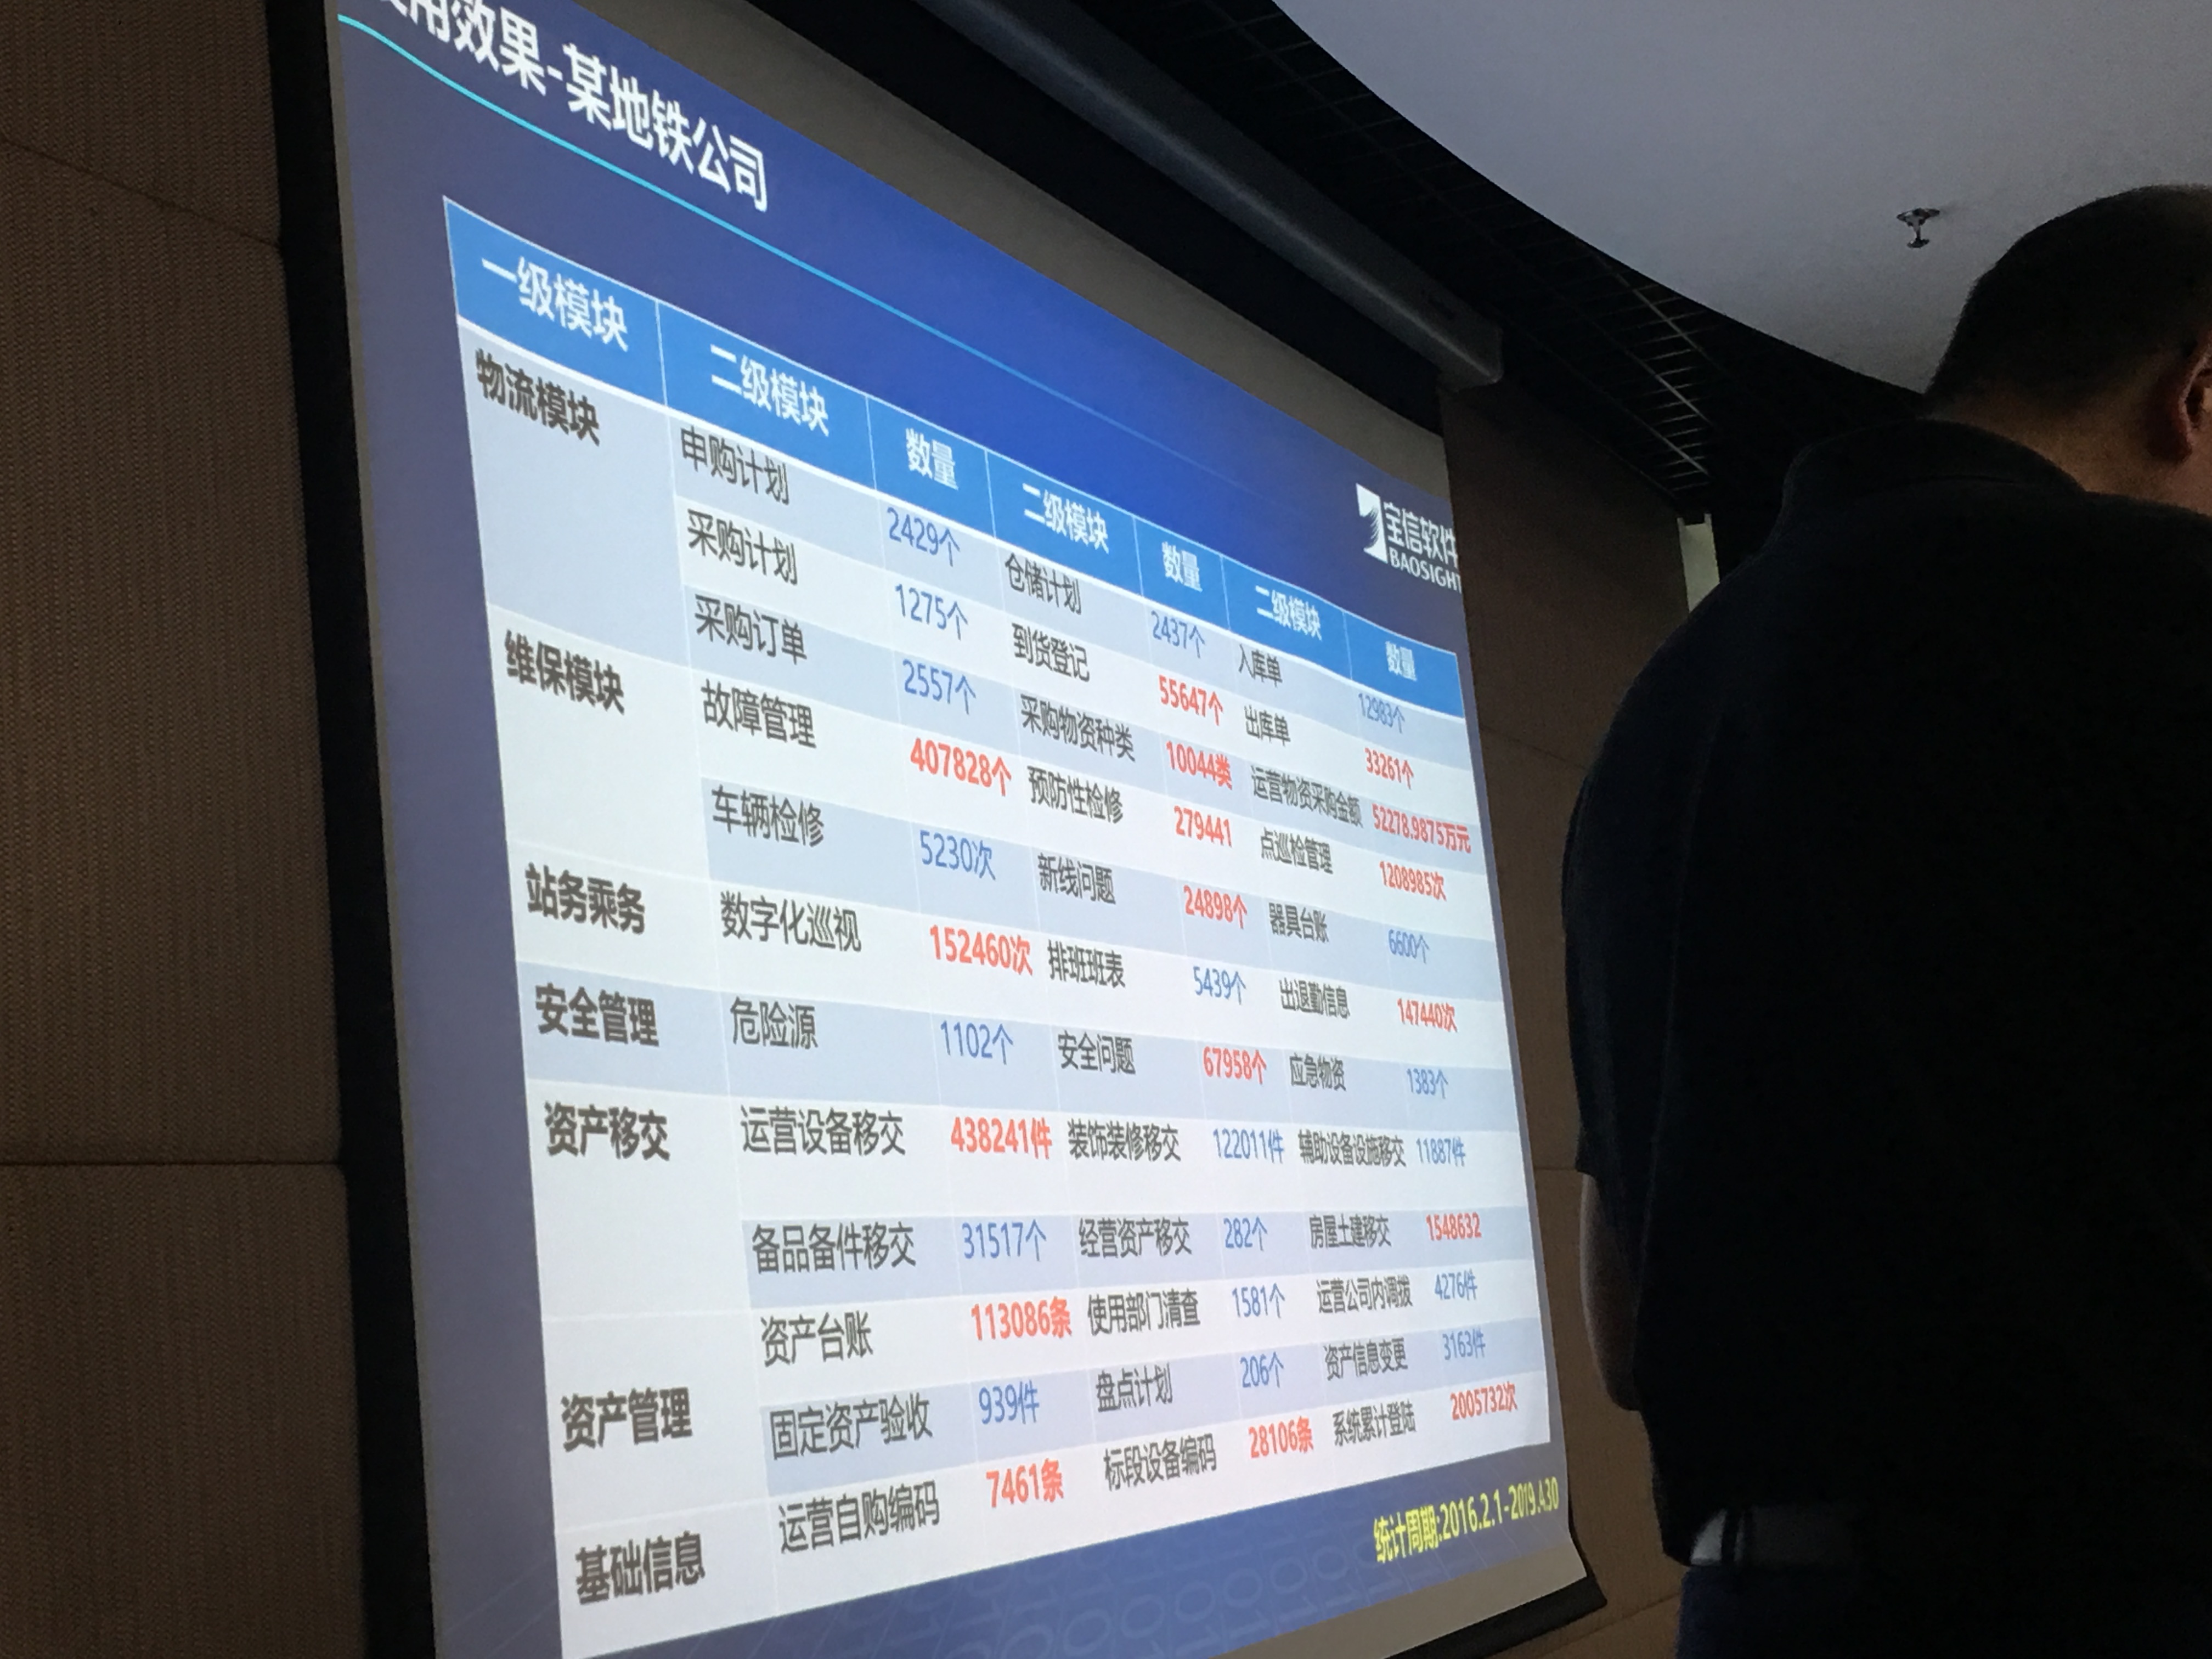 用效果-某地铁公司
宝信软件
BAOSIGHT
一级模块 二级模块 数量 二级模块 数量 二级模块 数量
物流模块 申购计划 2429个 仓储计划 2437个 入库单 12983个
采购计划 1275个 到货登记 55647个 出库单 33261个
采购订单 2557个 采购物资种类 10044类 运营物资采购金额 52278.9875万元
维保模块 故障管理 407828个 预防性检修 279441 点巡检管理 1208985次
车辆检修 5230次 新线问题 24898个 器具台账 6600个
站务乘务 数字化巡视 152460次 排班班表 5439个 出退勤信息 147440次
安全管理 危险源 1102个 安全问题 67958个 应急物资 1383个
资产移交 运营设备移交 438241件 装饰装修移交 122011件 辅助设备设施移交 11887件
备品备件移交 31517个 经营资产移交 282个 房屋土建移交 1548632
资产管理 资产台账 113086条 使用部门清查 1581个 运营公司内调拨 4276件
固定资产验收 939件 盘点计划 206个 资产信息变更 3163件
基础信息 运营自购编码 7461条 标段设备编码 28106条 系统累计登陆 2005732次
统计周期:2016.2.1-2019.4.30